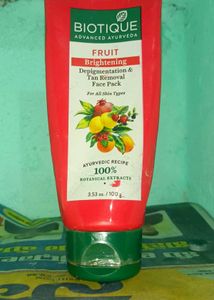 BIOTIQUE
ADVANCED AYURVEDA
FRUIT
Brightening
Depigmentation &
Tan Removal
Face Pack
For All Skin Types
AYURVEDIC RECIPE
100%
BOTANICAL EXTRACTS
3.53 oz. / 100g